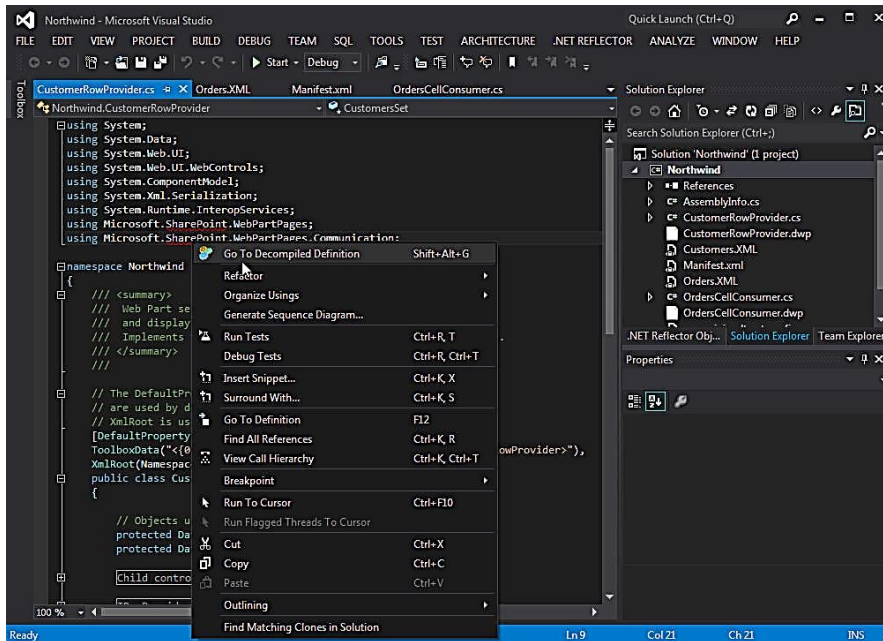 Northwind - Microsoft Visual Studio
Quick Launch (Ctrl+Q)
FILE EDIT VIEW PROJECT BUILD DEBUG TEAM SQL TOOLS TEST ARCHITECTURE .NET REFLECTOR ANALYZE WINDOW HELP
Start Debug
Toolbox
CustomerRowProvider.cs Orders.XML Manifest.xml OrdersCellConsumer.cs
Northwind.CustomerRowProvider CustomersSet
using System;
using System.Data;
using System.Web.UI;
using System.Web.UI.WebControls;
using System.ComponentModel;
using System.Xml.Serialization;
using System.Runtime.InteropServices;
using Microsoft.SharePoint.WebPartPages;
using Microsoft.SharePoint.WebPartPages.Communication;
namespace Northwind
{
/// <summary>
/// Web Part se
/// and display
/// Implements
/// </summary>
///
// The DefaultPr
// are used by d
// XmlRoot is us
[DefaultProperty
ToolboxData("<{0 owProvider>"),
XmlRoot(Namespac
public class Cus
{
// Objects u
protected Da
protected Da
Child contro
100 %
Go To Decompiled Definition Shift+Alt+G
Refactor
Organize Usings
Generate Sequence Diagram...
Run Tests Ctrl+R, T
Debug Tests Ctrl+R, Ctrl+T
Insert Snippet... Ctrl+K, X
Surround With... Ctrl+K, S
Go To Definition F12
Find All References Ctrl+K, R
View Call Hierarchy Ctrl+K, Ctrl+T
Breakpoint
Run To Cursor Ctrl+F10
Run Flagged Threads To Cursor
Cut Ctrl+X
Copy Ctrl+C
Paste Ctrl+V
Outlining
Find Matching Clones in Solution
Solution Explorer
Search Solution Explorer (Ctrl+;)
Solution 'Northwind' (1 project)
Northwind
References
AssemblyInfo.cs
CustomerRowProvider.cs
CustomerRowProvider.dwp
Customers.XML
Manifest.xml
Orders.XML
OrdersCellConsumer.cs
OrdersCellConsumer.dwp
.NET Reflector Obj... Solution Explorer Team Explorer
Properties
Ready Ln 9 Col 21 Ch 21 INS